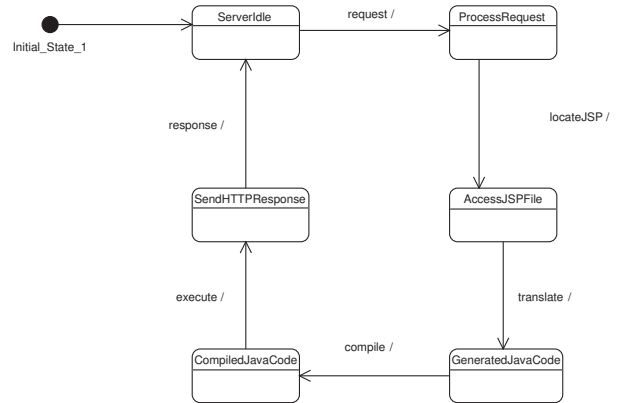 ServerIdle
request /
ProcessRequest
Initial_State_1
response /
locateJSP /
SendHTTPResponse
AccessJSPFile
execute /
translate /
CompiledJavaCode
compile /
GeneratedJavaCode